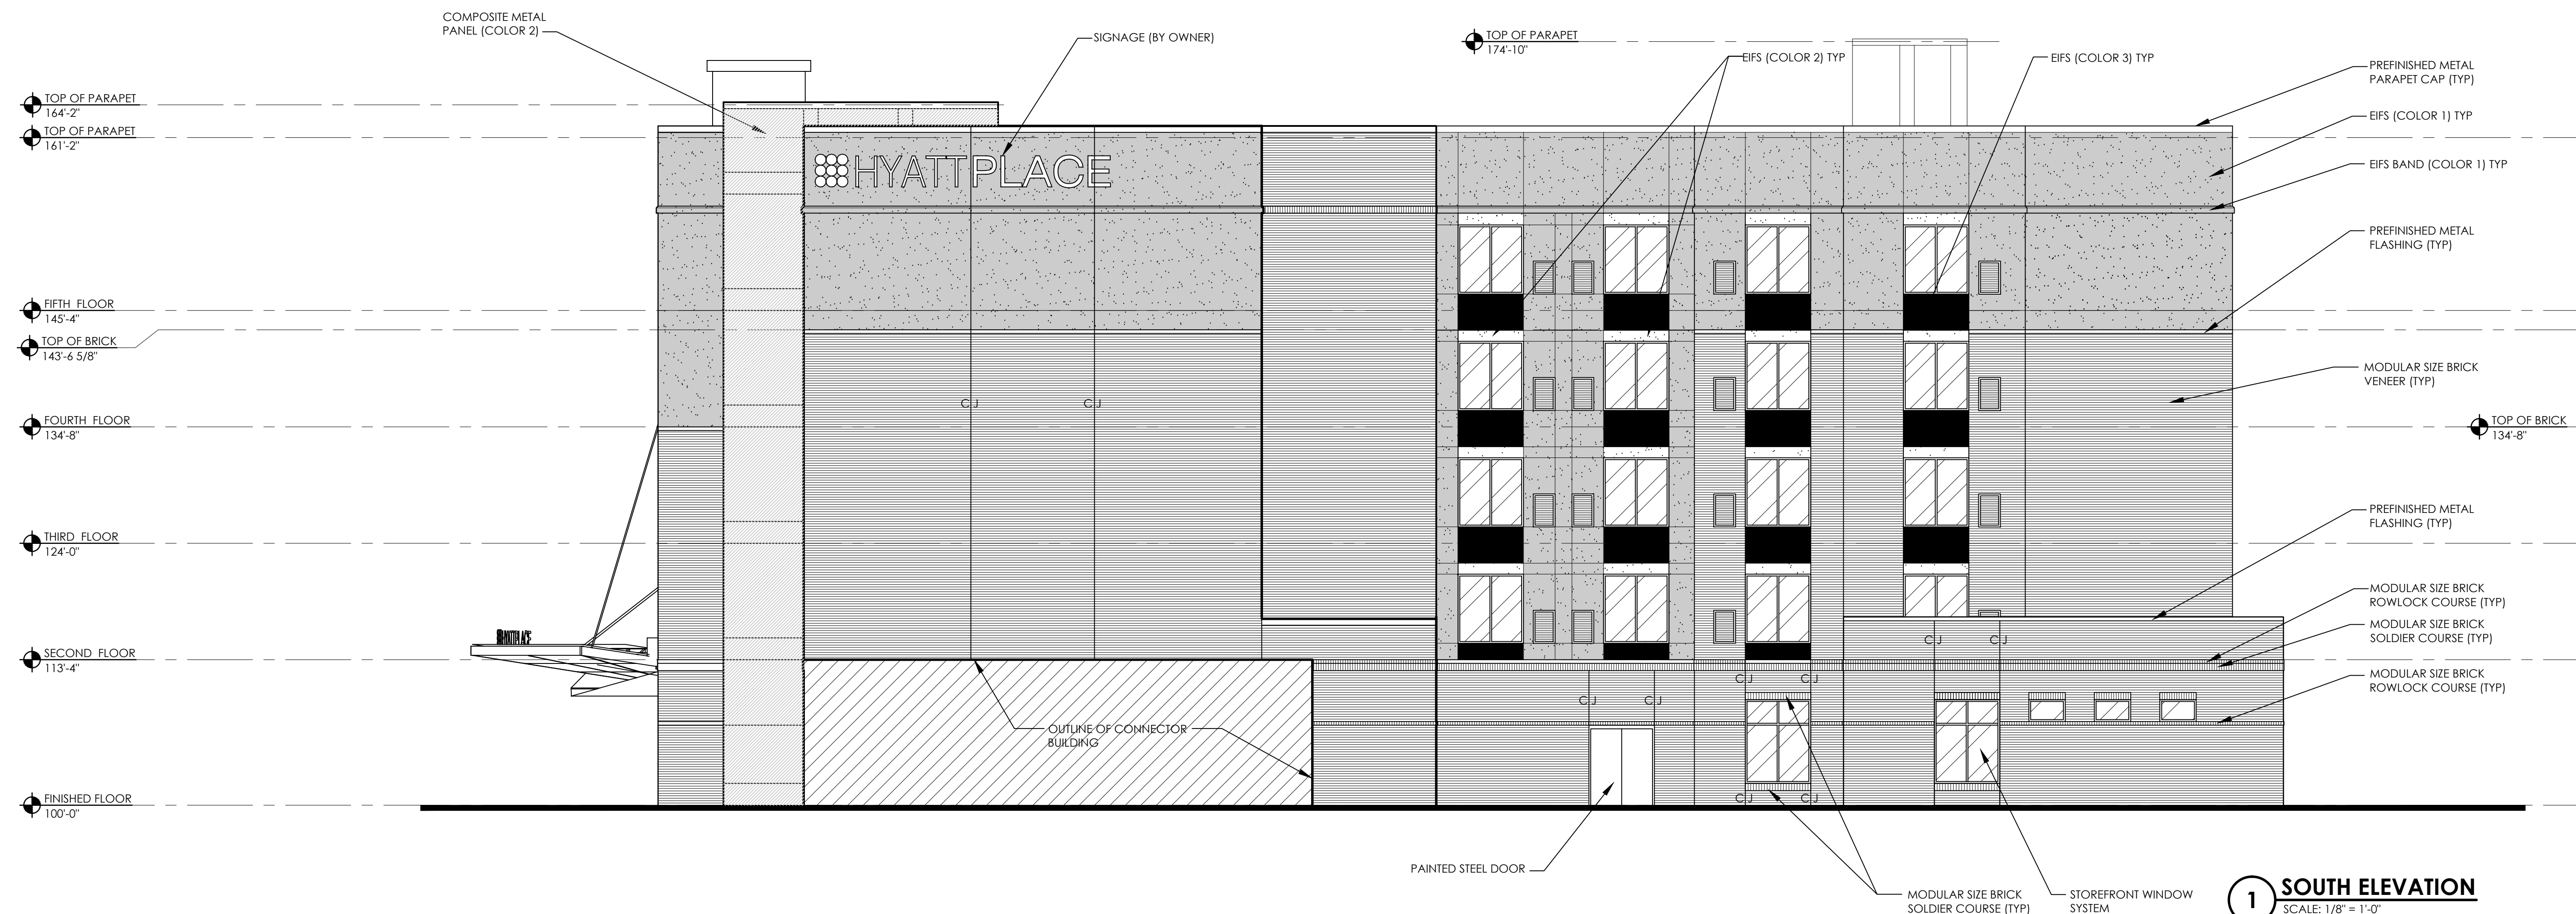 COMPOSITE METAL
PANEL (COLOR 2)
SIGNAGE (BY OWNER)
TOP OF PARAPET
174'-10"
EIFS (COLOR 2) TYP
EIFS (COLOR 3) TYP
PREFINISHED METAL
PARAPET CAP (TYP)
TOP OF PARAPET
164'-2"
TOP OF PARAPET
161'-2"
EIFS (COLOR 1) TYP
EIFS BAND (COLOR 1) TYP
HYATT PLACE
PREFINISHED METAL
FLASHING (TYP)
FIFTH FLOOR
145'-4"
TOP OF BRICK
143'-6 5/8"
MODULAR SIZE BRICK
VENEER (TYP)
CJ CJ
FOURTH FLOOR
134'-8"
TOP OF BRICK
134'-8"
PREFINISHED METAL
FLASHING (TYP)
THIRD FLOOR
124'-0"
MODULAR SIZE BRICK
ROWLOCK COURSE (TYP)
MODULAR SIZE BRICK
SOLDIER COURSE (TYP)
HYATT PLACE
CJ CJ
SECOND FLOOR
113'-4"
MODULAR SIZE BRICK
ROWLOCK COURSE (TYP)
CJ CJ
CJ CJ
OUTLINE OF CONNECTOR
BUILDING
CJ CJ
FINISHED FLOOR
100'-0"
PAINTED STEEL DOOR
MODULAR SIZE BRICK
SOLDIER COURSE (TYP)
STOREFRONT WINDOW
SYSTEM
1
SOUTH ELEVATION
SCALE: 1/8" = 1'-0"